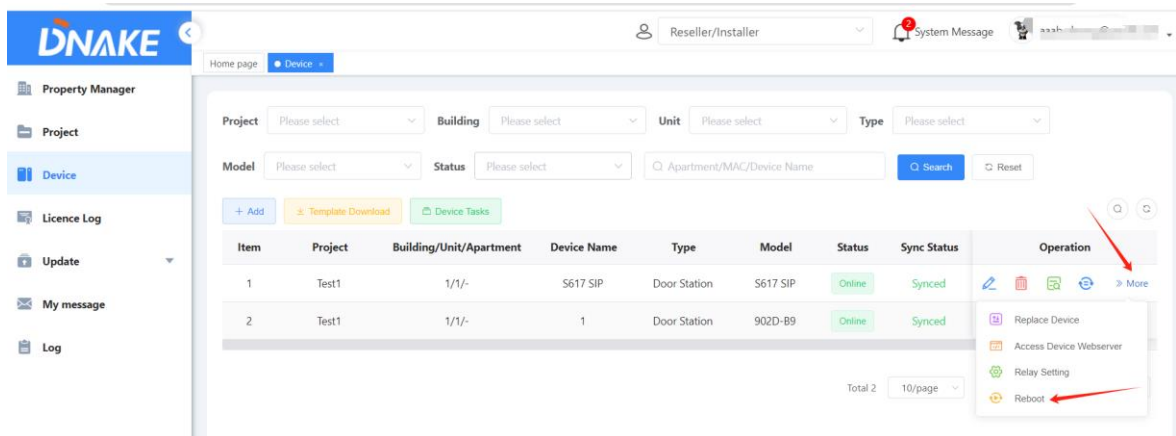 DNAKE
Reseller/Installer
2
System Message
Home page
Device ×
Property Manager
Project
Device
Licence Log
Update
My message
Log
Project Please select Building Please select Unit Please select Type Please select
Model Please select Status Please select Apartment/MAC/Device Name Search Reset
+ Add Template Download Device Tasks
Item Project Building/Unit/Apartment Device Name Type Model Status Sync Status Operation
1 Test1 1/1/- S617 SIP Door Station S617 SIP Online Synced » More
2 Test1 1/1/- 1 Door Station 902D-B9 Online Synced
Replace Device
Access Device Webserver
Relay Setting
Reboot
Total 2 10/page